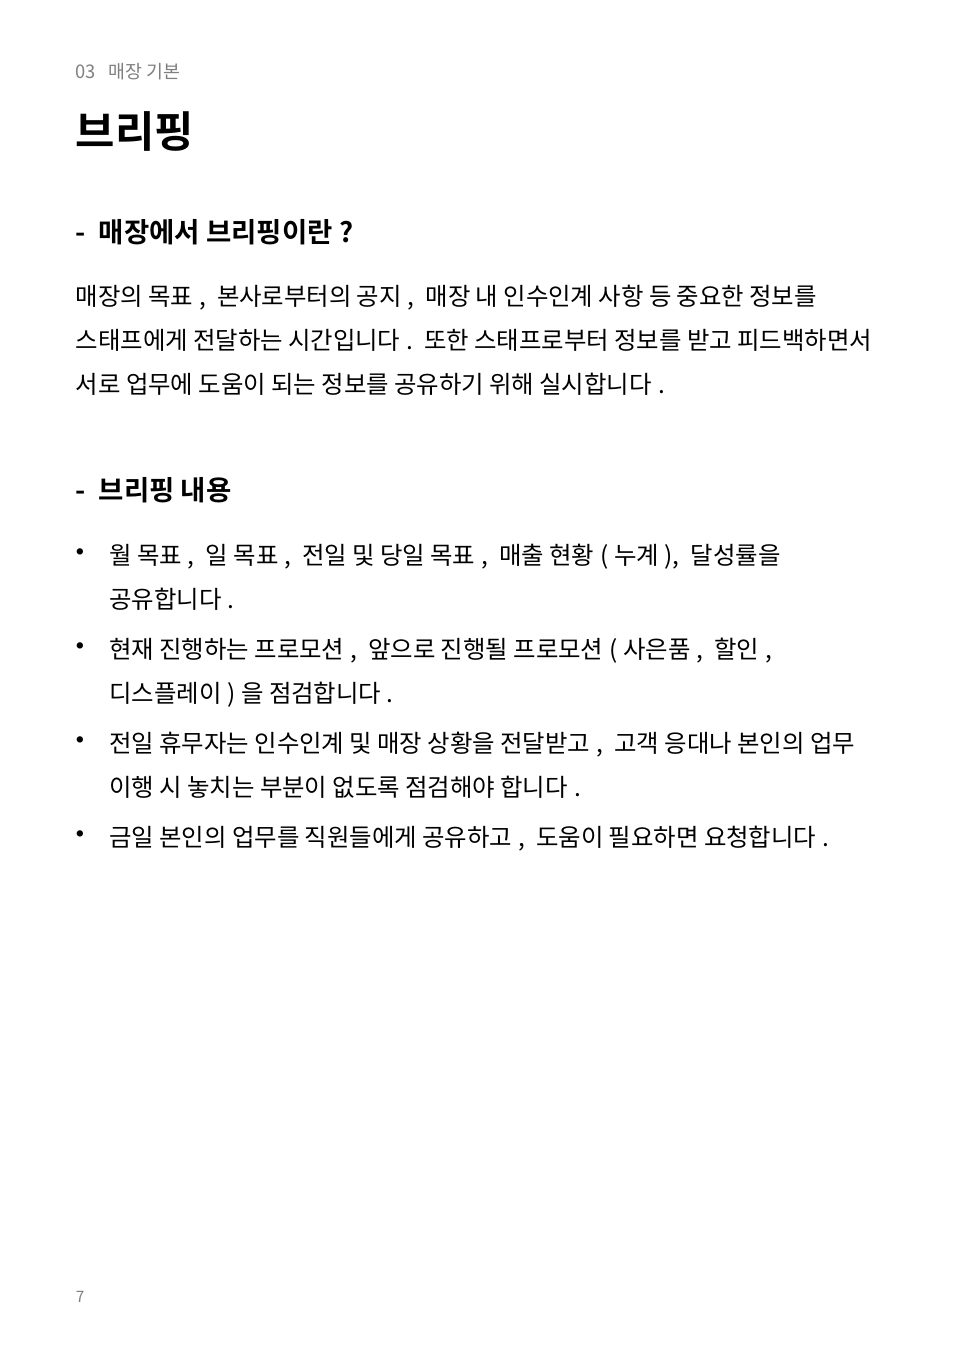 03 매장 기본
브리핑
- 매장에서 브리핑이란 ?
매장의 목표 , 본사로부터의 공지 , 매장 내 인수인계 사항 등 중요한 정보를
스태프에게 전달하는 시간입니다 . 또한 스태프로부터 정보를 받고 피드백하면서
서로 업무에 도움이 되는 정보를 공유하기 위해 실시합니다 .
- 브리핑 내용
• 월 목표 , 일 목표 , 전일 및 당일 목표 , 매출 현황 ( 누계 ), 달성률을
공유합니다 .
• 현재 진행하는 프로모션 , 앞으로 진행될 프로모션 ( 사은품 , 할인 ,
디스플레이 ) 을 점검합니다 .
• 전일 휴무자는 인수인계 및 매장 상황을 전달받고 , 고객 응대나 본인의 업무
이행 시 놓치는 부분이 없도록 점검해야 합니다 .
• 금일 본인의 업무를 직원들에게 공유하고 , 도움이 필요하면 요청합니다 .
7